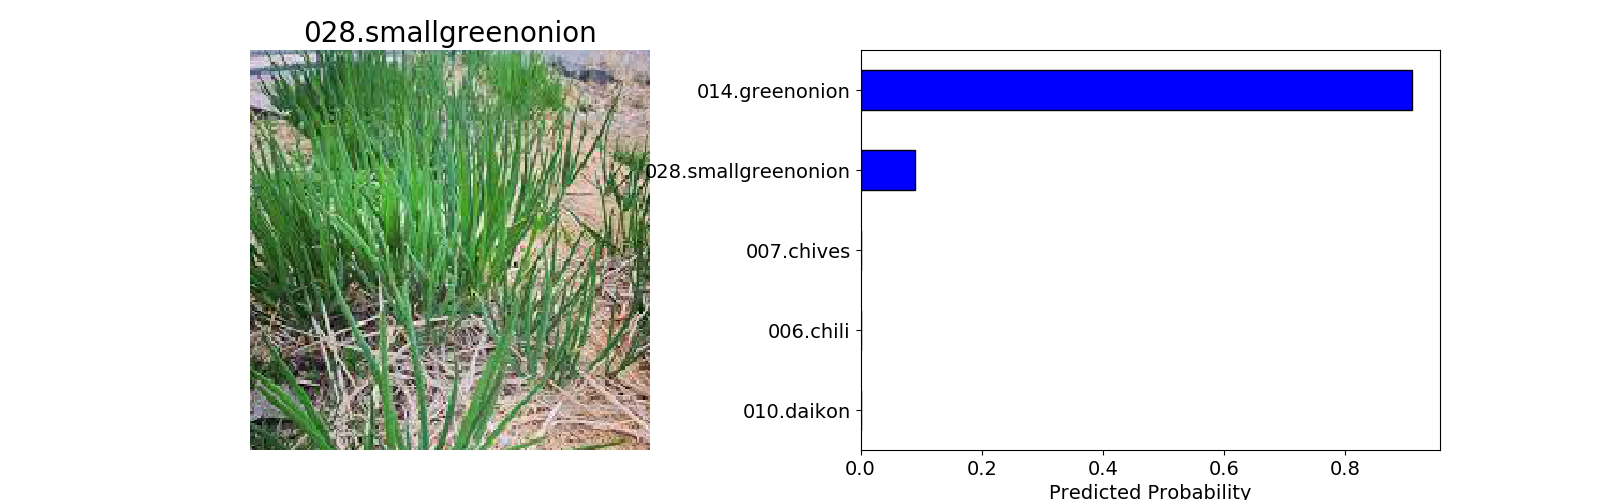 028.smallgreenonion
014.greenonion
028.smallgreenonion
007.chives
006.chili
010.daikon
0.0 0.2 0.4 0.6 0.8
Predicted Probability